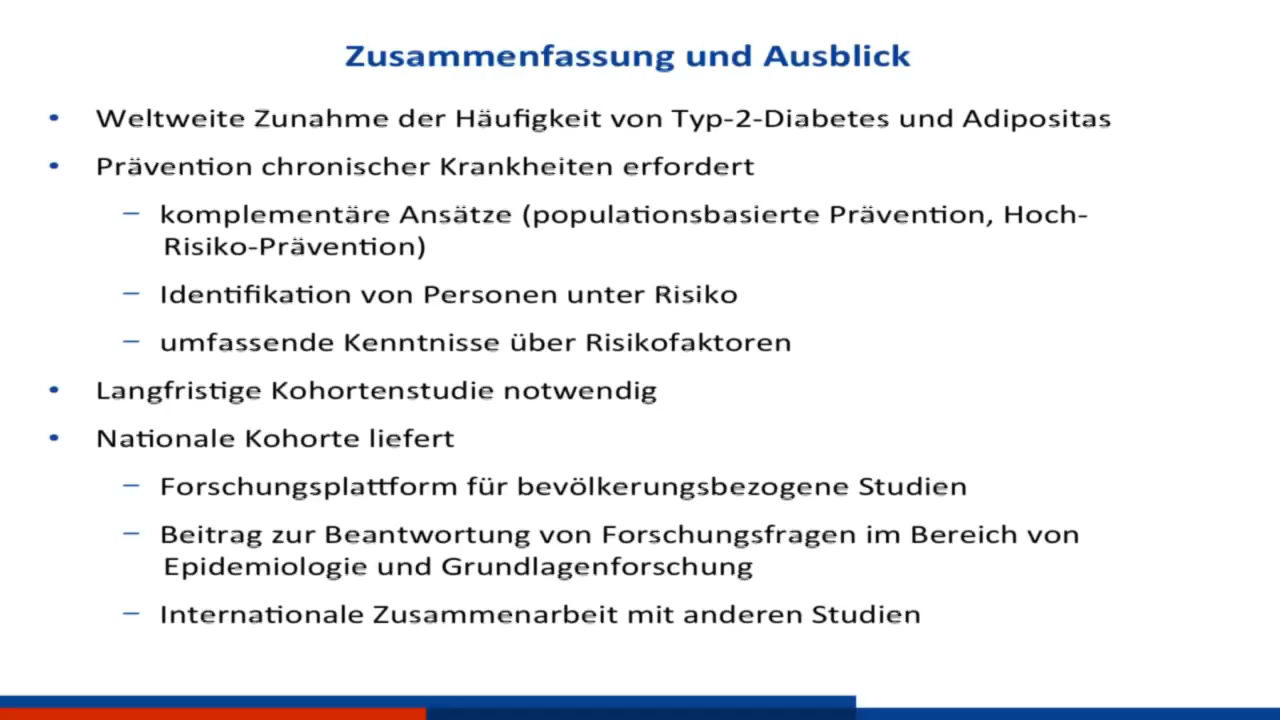 Zusammenfassung und Ausblick
• Weltweite Zunahme der Häufigkeit von Typ-2-Diabetes und Adipositas
• Prävention chronischer Krankheiten erfordert
– komplementäre Ansätze (populationsbasierte Prävention, Hoch-
Risiko-Prävention)
– Identifikation von Personen unter Risiko
– umfassende Kenntnisse über Risikofaktoren
• Langfristige Kohortenstudie notwendig
• Nationale Kohorte liefert
– Forschungsplattform für bevölkerungsbezogene Studien
– Beitrag zur Beantwortung von Forschungsfragen im Bereich von
Epidemiologie und Grundlagenforschung
– Internationale Zusammenarbeit mit anderen Studien